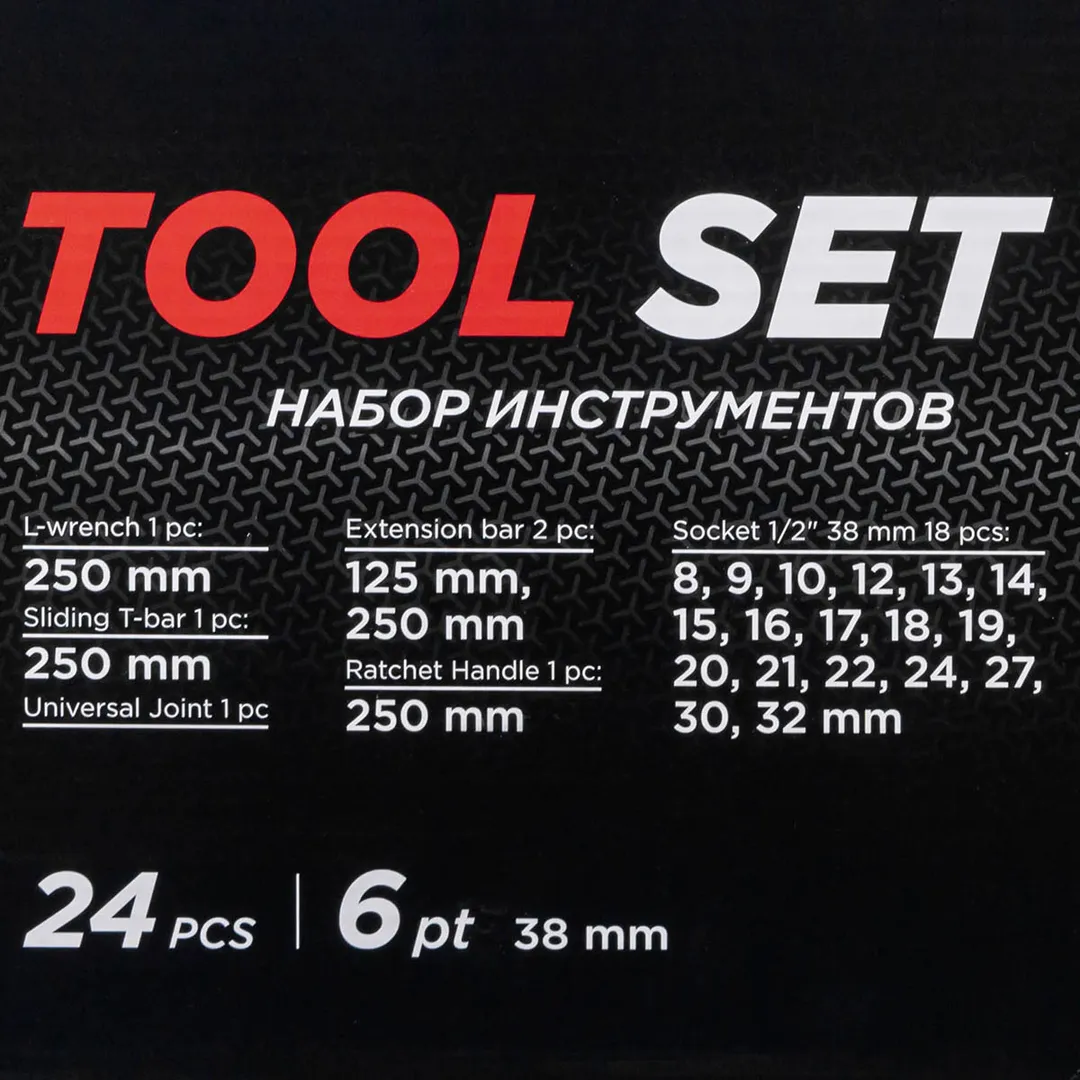 TOOL SET
НАБОР ИНСТРУМЕНТОВ
L-wrench 1 pc:
250 mm
Sliding T-bar 1 pc:
250 mm
Universal Joint 1 pc
Extension bar 2 pc:
125 mm,
250 mm
Ratchet Handle 1 pc:
250 mm
Socket 1/2" 38 mm 18 pcs:
8, 9, 10, 12, 13, 14,
15, 16, 17, 18, 19,
20, 21, 22, 24, 27,
30, 32 mm
24 PCS | 6 pt 38 mm